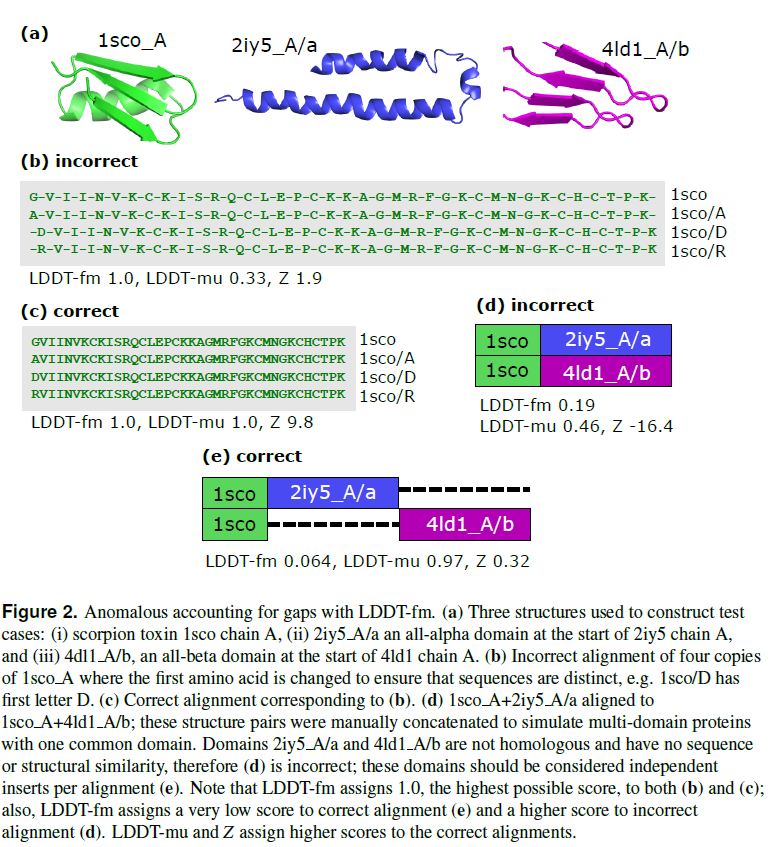 (a)
1sco_A
2iy5_A/a
4ld1_A/b
(b) incorrect
G-V-I-I-N-V-K-C-K-I-S-R-Q-C-L-E-P-C-K-K-A-G-M-R-F-G-K-C-M-N-G-K-C-H-C-T-P-K- 1sco
A-V-I-I-N-V-K-C-K-I-S-R-Q-C-L-E-P-C-K-K-A-G-M-R-F-G-K-C-M-N-G-K-C-H-C-T-P-K- 1sco/A
-D-V-I-I-N-V-K-C-K-I-S-R-Q-C-L-E-P-C-K-K-A-G-M-R-F-G-K-C-M-N-G-K-C-H-C-T-P-K 1sco/D
-R-V-I-I-N-V-K-C-K-I-S-R-Q-C-L-E-P-C-K-K-A-G-M-R-F-G-K-C-M-N-G-K-C-H-C-T-P-K 1sco/R
LDDT-fm 1.0, LDDT-mu 0.33, Z 1.9
(c) correct
GVIINVKCKISRQCLEPCKKAGMRFGKCMNGKCHCTPK 1sco
AVIINVKCKISRQCLEPCKKAGMRFGKCMNGKCHCTPK 1sco/A
DVIINVKCKISRQCLEPCKKAGMRFGKCMNGKCHCTPK 1sco/D
RVIINVKCKISRQCLEPCKKAGMRFGKCMNGKCHCTPK 1sco/R
LDDT-fm 1.0, LDDT-mu 1.0, Z 9.8
(d) incorrect
1sco 2iy5_A/a
1sco 4ld1_A/b
LDDT-fm 0.19
LDDT-mu 0.46, Z -16.4
(e) correct
1sco 2iy5_A/a
1sco 4ld1_A/b
LDDT-fm 0.064, LDDT-mu 0.97, Z 0.32
Figure 2. Anomalous accounting for gaps with LDDT-fm. (a) Three structures used to construct test
cases: (i) scorpion toxin 1sco chain A, (ii) 2iy5_A/a an all-alpha domain at the start of 2iy5 chain A,
and (iii) 4dl1_A/b, an all-beta domain at the start of 4ld1 chain A. (b) Incorrect alignment of four copies
of 1sco_A where the first amino acid is changed to ensure that sequences are distinct, e.g. 1sco/D has
first letter D. (c) Correct alignment corresponding to (b). (d) 1sco_A+2iy5_A/a aligned to
1sco_A+4ld1_A/b; these structure pairs were manually concatenated to simulate multi-domain proteins
with one common domain. Domains 2iy5_A/a and 4ld1_A/b are not homologous and have no sequence
or structural similarity, therefore (d) is incorrect; these domains should be considered independent
inserts per alignment (e). Note that LDDT-fm assigns 1.0, the highest possible score, to both (b) and (c);
also, LDDT-fm assigns a very low score to correct alignment (e) and a higher score to incorrect
alignment (d). LDDT-mu and Z assign higher scores to the correct alignments.